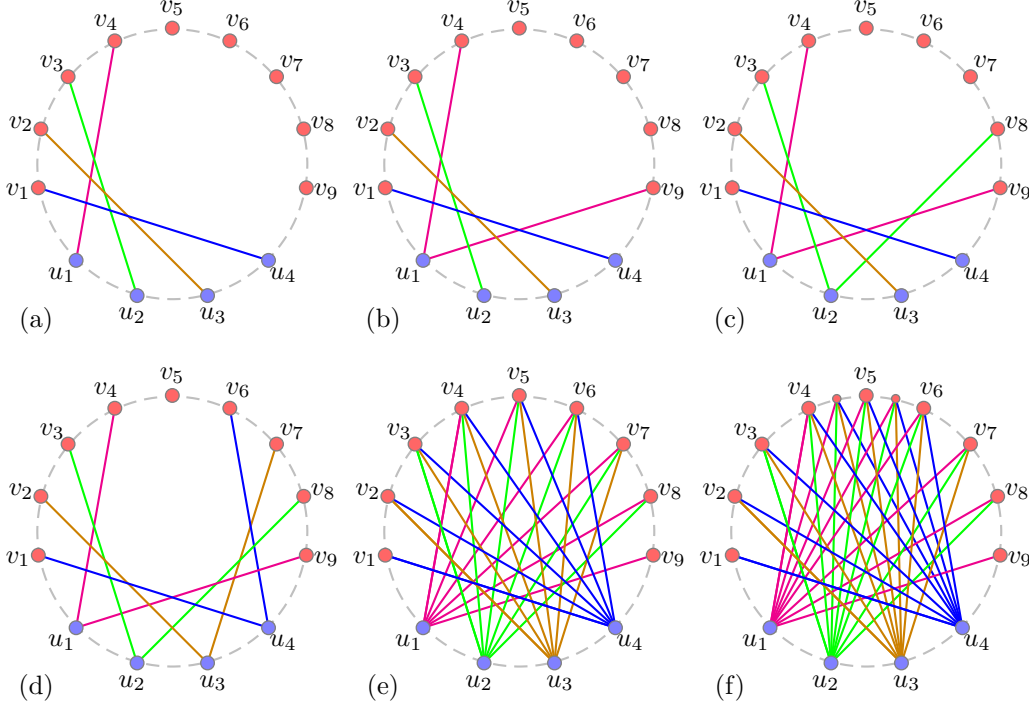 v5
v4 v6
v3 v7
v2 v8
v1 v9
u1 u4
u2 u3
(a)
v5
v4 v6
v3 v7
v2 v8
v1 v9
u1 u4
u2 u3
(b)
v5
v4 v6
v3 v7
v2 v8
v1 v9
u1 u4
u2 u3
(c)
v5
v4 v6
v3 v7
v2 v8
v1 v9
u1 u4
u2 u3
(d)
v5
v4 v6
v3 v7
v2 v8
v1 v9
u1 u4
u2 u3
(e)
v5
v4 v6
v3 v7
v2 v8
v1 v9
u1 u4
u2 u3
(f)